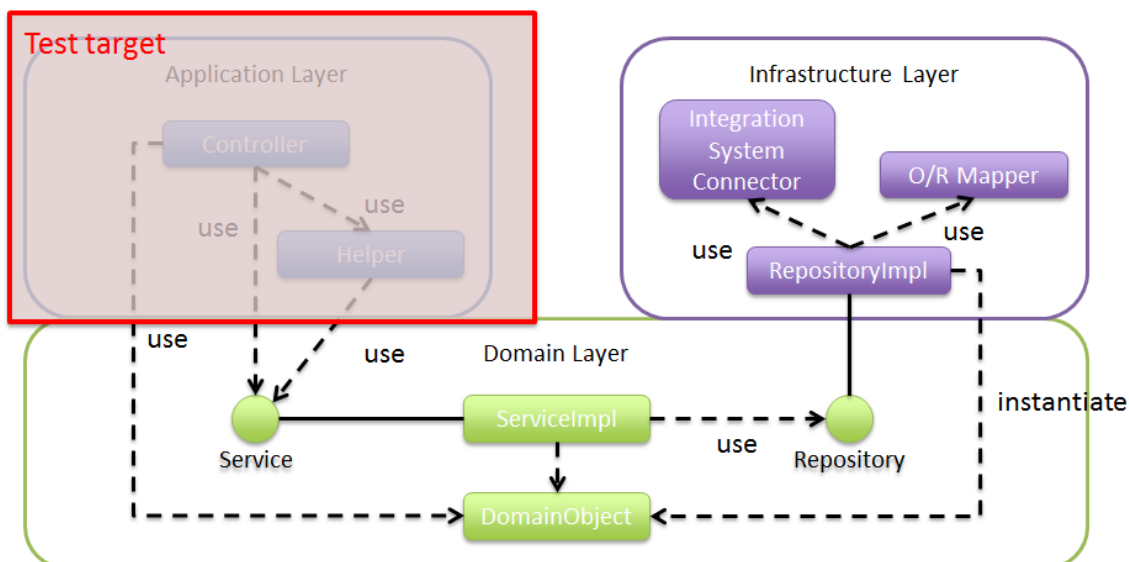 Test target
Application Layer
Controller
use
use
Helper
Infrastructure Layer
Integration
System
Connector
O/R Mapper
use
use
RepositoryImpl
use
use
Domain Layer
instantiate
ServiceImpl
use
Service
Repository
DomainObject